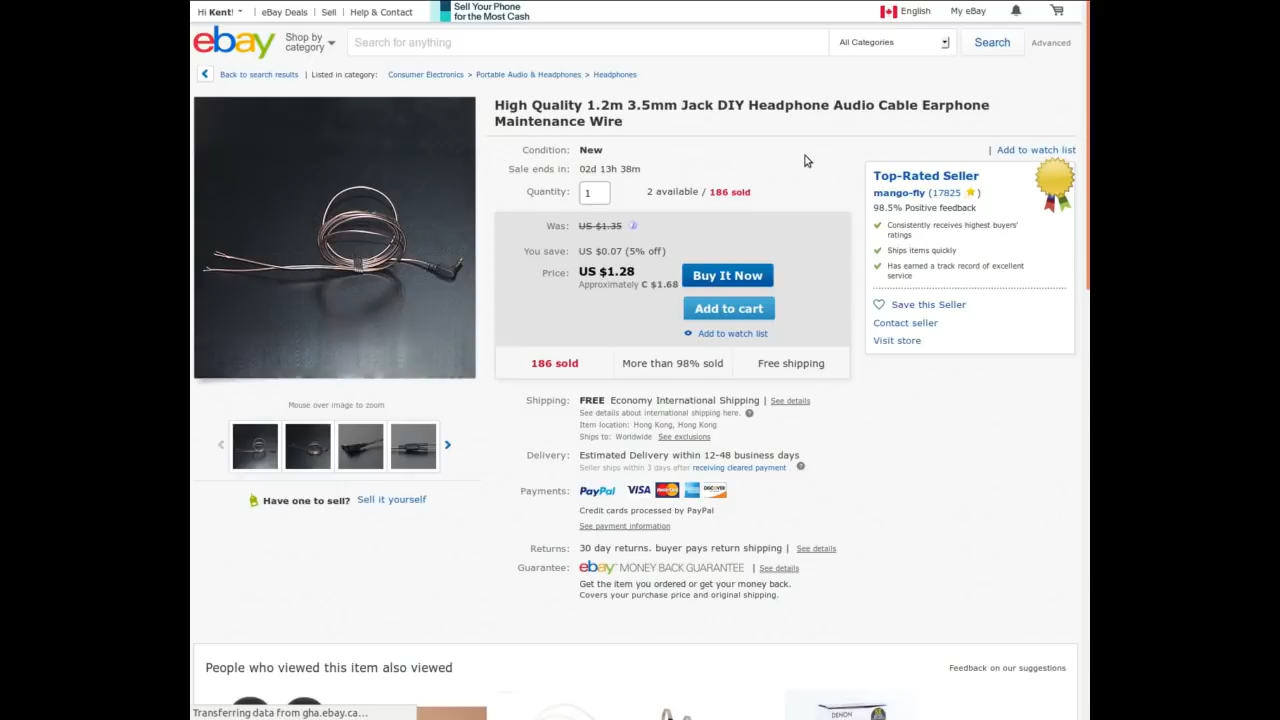 Hi Kent!
eBay Deals
Sell
Help & Contact
Sell Your Phone
for the Most Cash
English
My eBay
ebay
Shop by
category
Search for anything
All Categories
Search
Advanced
Back to search results | Listed in category: Consumer Electronics > Portable Audio & Headphones > Headphones
High Quality 1.2m 3.5mm Jack DIY Headphone Audio Cable Earphone
Maintenance Wire
| Add to watch list
Condition: New
Sale ends in: 02d 13h 38m
Quantity: 1 2 available / 186 sold
Was: US $1.35
You save: US $0.07 (5% off)
Price: US $1.28
Approximately C $1.68
Buy It Now
Add to cart
Add to watch list
186 sold
More than 98% sold
Free shipping
Top-Rated Seller
mango-fly (17825 )
98.5% Positive feedback
Consistently receives highest buyers'
ratings
Ships items quickly
Has earned a track record of excellent
service
Save this Seller
Contact seller
Visit store
Mouse over image to zoom
Have one to sell? Sell it yourself
Shipping: FREE Economy International Shipping | See details
See details about international shipping here. ?
Item location: Hong Kong, Hong Kong
Ships to: Worldwide See exclusions
Delivery: Estimated Delivery within 12-48 business days
Seller ships within 3 days after receiving cleared payment ?
Payments: PayPal VISA MasterCard DISCOVER
Credit cards processed by PayPal
See payment information
Returns: 30 day returns. buyer pays return shipping | See details
Guarantee: ebay MONEY BACK GUARANTEE | See details
Get the item you ordered or get your money back.
Covers your purchase price and original shipping.
People who viewed this item also viewed
Feedback on our suggestions
DENON
Transferring data from gha.ebay.ca...